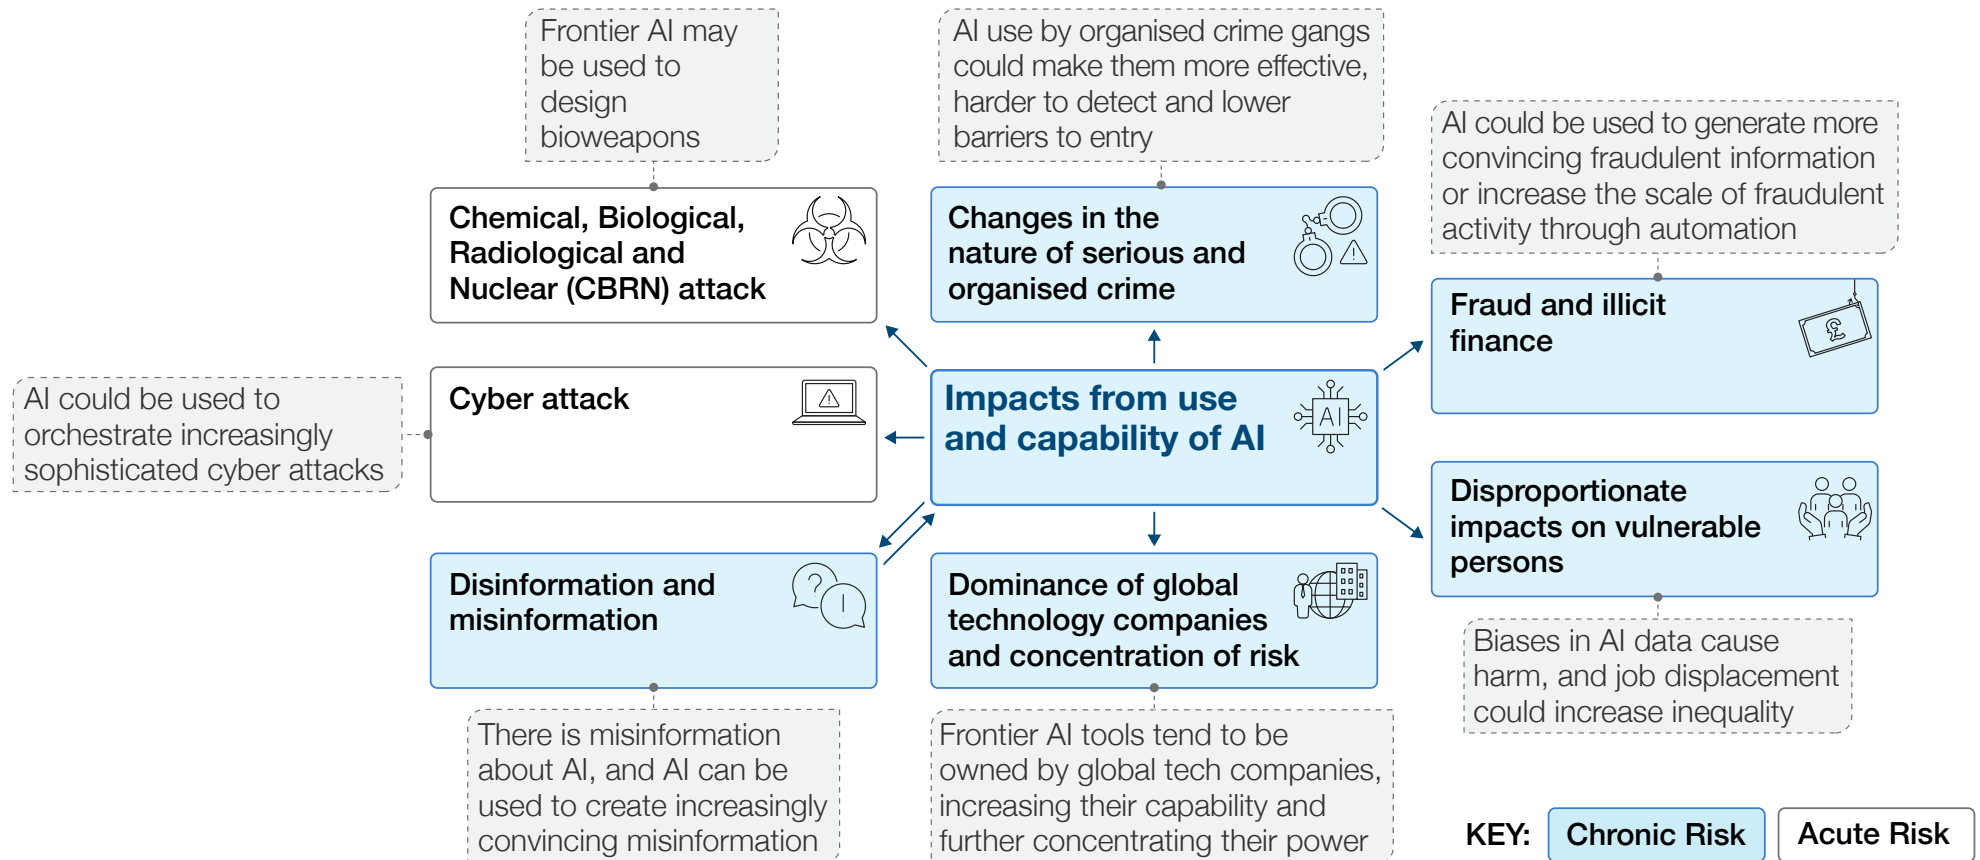 Frontier AI may
be used to
design
bioweapons
AI use by organised crime gangs
could make them more effective,
harder to detect and lower
barriers to entry
AI could be used to generate more
convincing fraudulent information
or increase the scale of fraudulent
activity through automation
Chemical, Biological,
Radiological and
Nuclear (CBRN) attack
Changes in the
nature of serious and
organised crime
Fraud and illicit
finance
£
AI could be used to
orchestrate increasingly
sophisticated cyber attacks
Cyber attack
Impacts from use
and capability of AI
AI
Disproportionate
impacts on vulnerable
persons
Disinformation and
misinformation
?
Dominance of global
technology companies
and concentration of risk
Biases in AI data cause
harm, and job displacement
could increase inequality
There is misinformation
about AI, and AI can be
used to create increasingly
convincing misinformation
Frontier AI tools tend to be
owned by global tech companies,
increasing their capability and
further concentrating their power
KEY: Chronic Risk Acute Risk